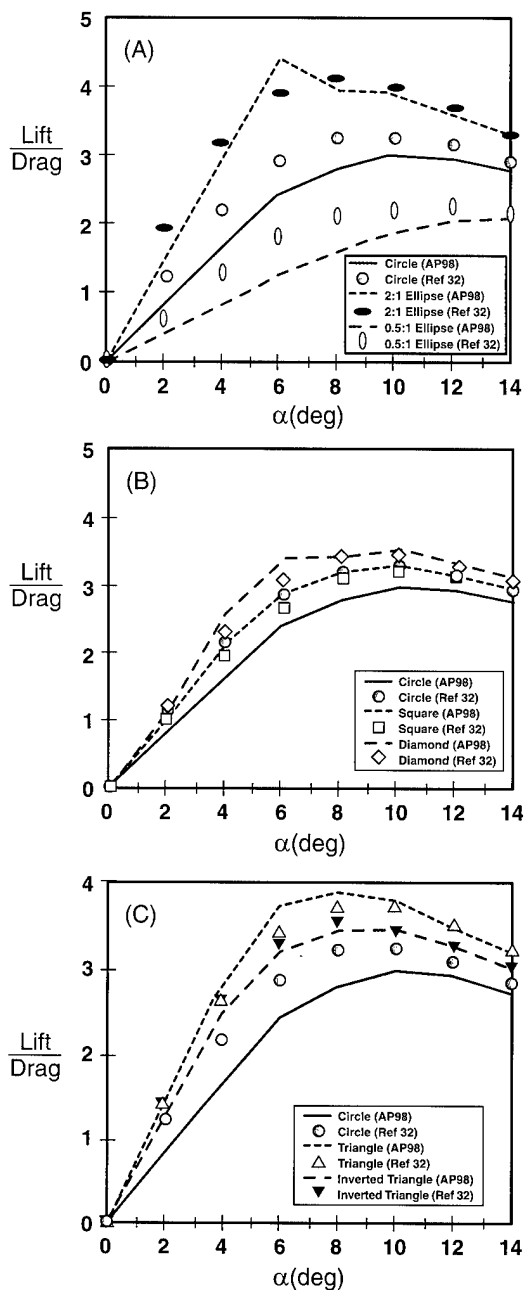 (A)
5
4
3
2
1
0
Lift
Drag
Circle (AP98)
Circle (Ref 32)
2:1 Ellipse (AP98)
2:1 Ellipse (Ref 32)
0.5:1 Ellipse (AP98)
0.5:1 Ellipse (Ref 32)
0 2 4 6 8 10 12 14
α(deg)
(B)
5
4
3
2
1
0
Lift
Drag
Circle (AP98)
Circle (Ref 32)
Square (AP98)
Square (Ref 32)
Diamond (AP98)
Diamond (Ref 32)
0 2 4 6 8 10 12 14
α(deg)
(C)
4
3
2
1
0
Lift
Drag
Circle (AP98)
Circle (Ref 32)
Triangle (AP98)
Triangle (Ref 32)
Inverted Triangle (AP98)
Inverted Triangle (Ref 32)
0 2 4 6 8 10 12 14
α(deg)